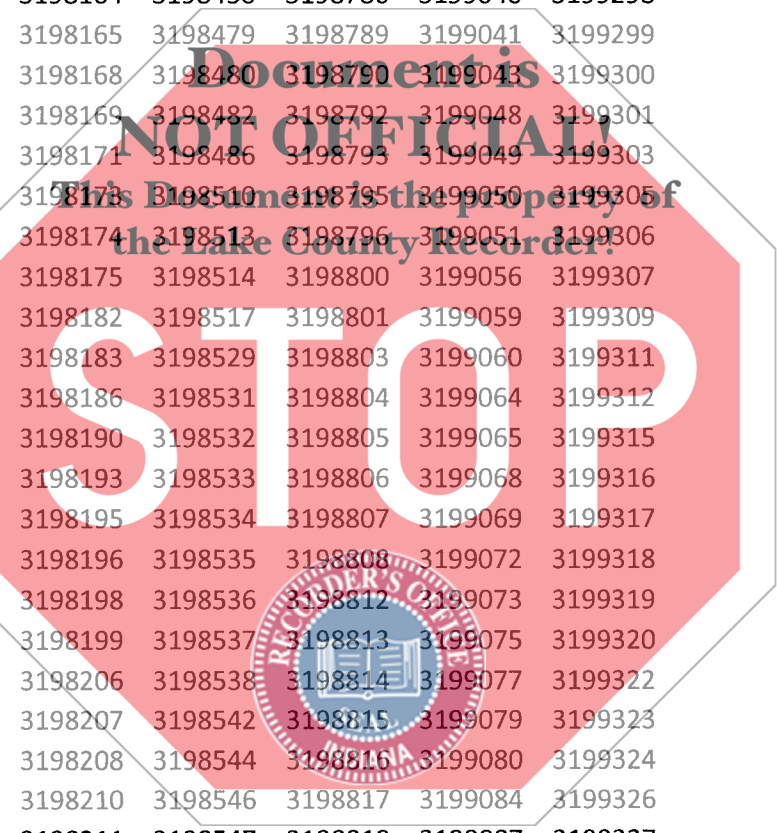 3198165 3198479 3198789 3199041 3199299
Document is
3198168 3198480 3198790 3199043 3199300
3198169 3198482 3198792 3199048 3199301
NOT OFFICIAL!
3198171 3198486 3198793 3199049 3199303
This Document is the property of
3198173 3198510 3198795 3199050 3199305
the Lake County Recorder!
3198174 3198513 3198796 3199051 3199306
3198175 3198514 3198800 3199056 3199307
3198182 3198517 3198801 3199059 3199309
STOP
3198183 3198529 3198803 3199060 3199311
3198186 3198531 3198804 3199064 3199312
3198190 3198532 3198805 3199065 3199315
3198193 3198533 3198806 3199068 3199316
3198195 3198534 3198807 3199069 3199317
3198196 3198535 3198808 3199072 3199318
RECORDER'S OFFICE
3198198 3198536 3198812 3199073 3199319
3198199 3198537 3198813 3199075 3199320
3198206 3198538 3198814 3199077 3199322
SEAL
3198207 3198542 3198815 3199079 3199323
INDIANA
3198208 3198544 3198816 3199080 3199324
3198210 3198546 3198817 3199084 3199326